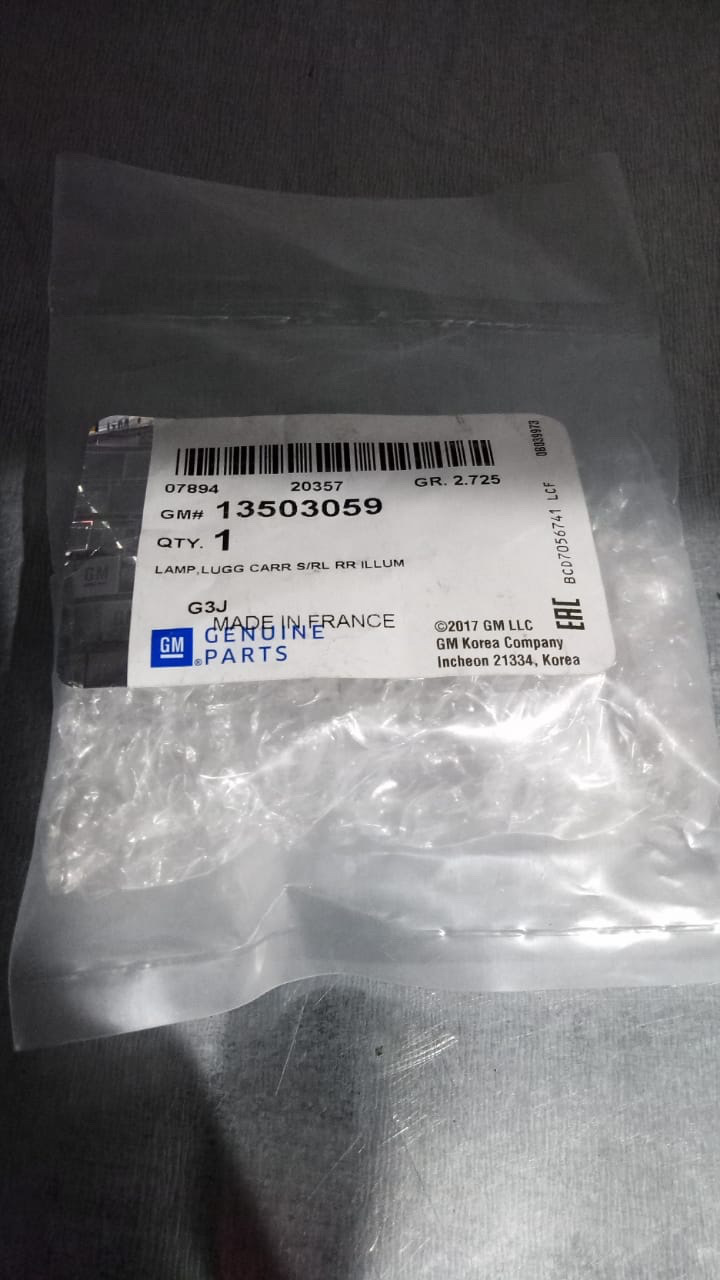 07894 20357 GR. 2.725
GM# 13503059
QTY. 1
LAMP,LUGG CARR S/RL RR ILLUM
G3J
MADE IN FRANCE
GM GENUINE
®PARTS
©2017 GM LLC
GM Korea Company
Incheon 21334, Korea
EAC
BCD7056741 LCF
08039973
GM